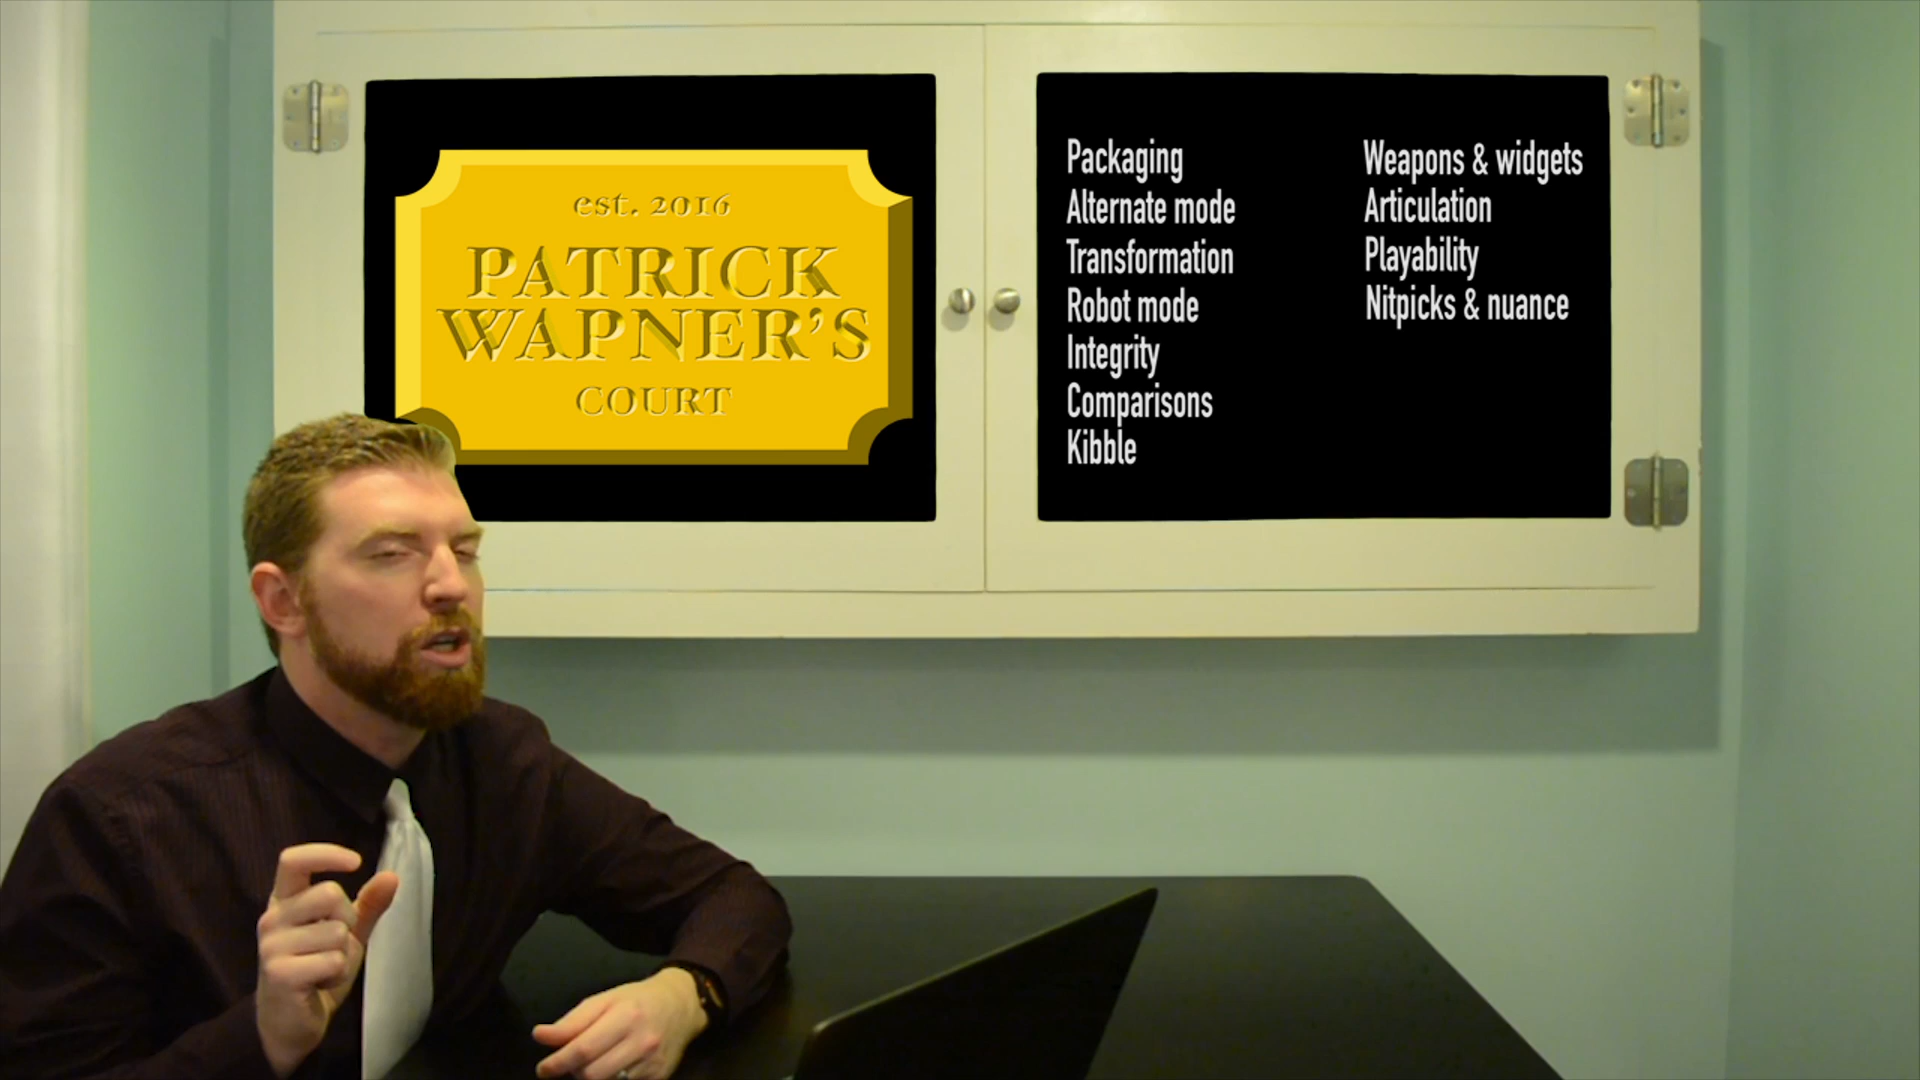 est. 2016
PATRICK
WAPNER'S
COURT
Packaging
Alternate mode
Transformation
Robot mode
Integrity
Comparisons
Kibble
Weapons & widgets
Articulation
Playability
Nitpicks & nuance